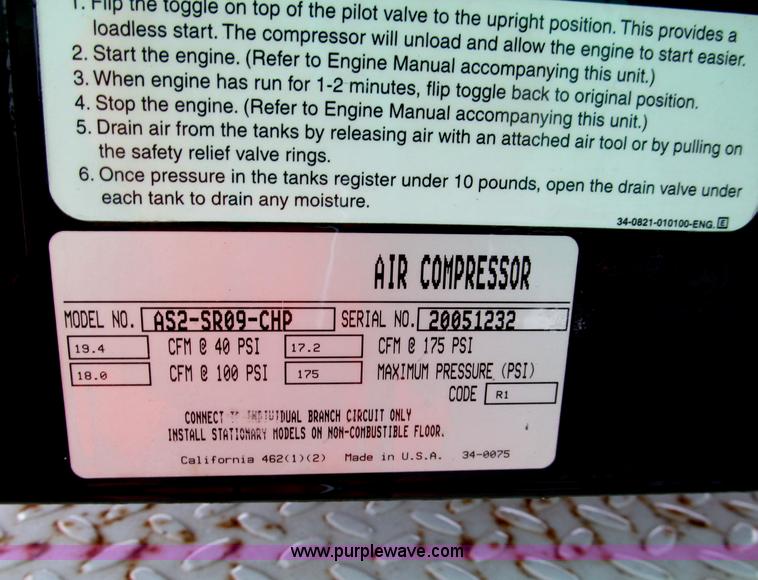 1. Flip the toggle on top of the pilot valve to the upright position. This provides a
loadless start. The compressor will unload and allow the engine to start easier.
2. Start the engine. (Refer to Engine Manual accompanying this unit.)
3. When engine has run for 1-2 minutes, flip toggle back to original position.
4. Stop the engine. (Refer to Engine Manual accompanying this unit.)
5. Drain air from the tanks by releasing air with an attached air tool or by pulling on
the safety relief valve rings.
6. Once pressure in the tanks register under 10 pounds, open the drain valve under
each tank to drain any moisture.
34-0821-010100-ENG. E
AIR COMPRESSOR
MODEL NO. AS2-SR09-CHP SERIAL NO. 20051232
19.4 CFM @ 40 PSI 17.2 CFM @ 175 PSI
18.0 CFM @ 100 PSI 175 MAXIMUM PRESSURE (PSI)
CODE R1
CONNECT TO INDIVIDUAL BRANCH CIRCUIT ONLY
INSTALL STATIONARY MODELS ON NON-COMBUSTIBLE FLOOR.
California 462(1)(2) Made in U.S.A. 34-0075
www.purplewave.com